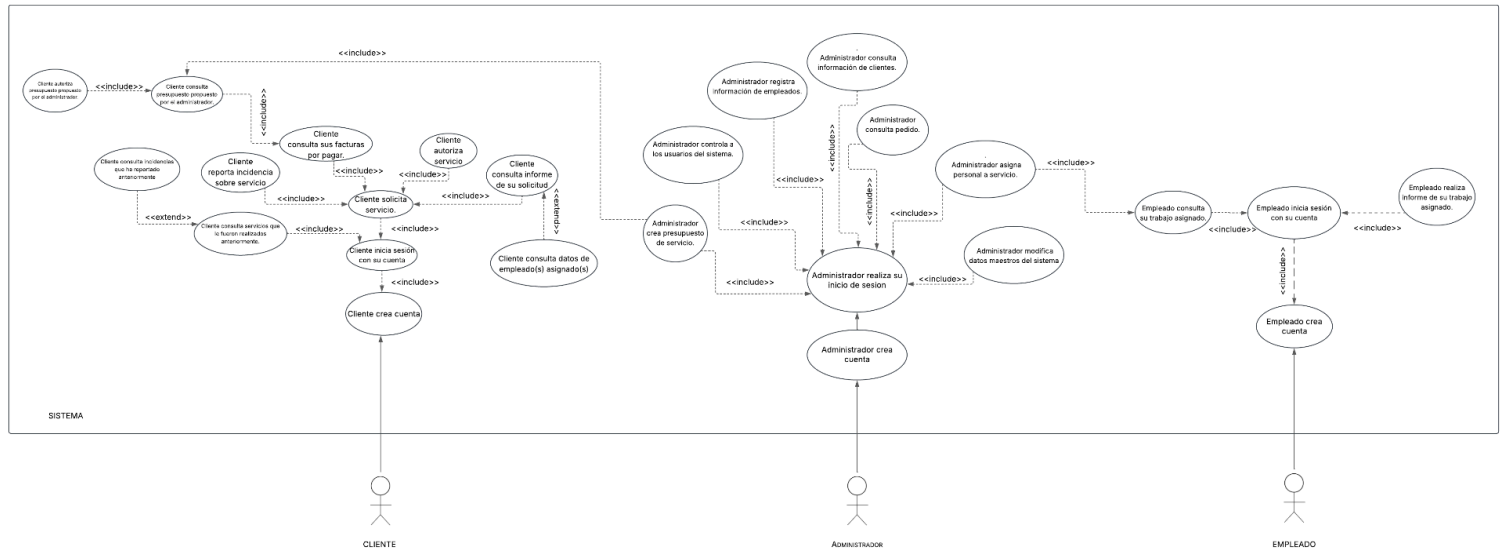 <<include>>
Cliente autoriza
presupuesto propuesto
por el administrador.
<<include>>
Cliente consulta
presupuesto propuesto
por el administrador.
<<include>>
Cliente
consulta sus facturas
por pagar.
Cliente
autoriza
servicio
Cliente consulta incidencias
que ha reportado
anteriormente
Cliente
reporta incidencia
sobre servicio
<<include>>
<<include>>
Cliente
consulta informe
de su solicitud
<<include>>
Cliente solicita
servicio.
<<include>>
<<extend>>
<<extend>>
Cliente consulta servicios que
le fueron realizados
anteriormente.
<<include>>
<<include>>
Cliente inicia sesión
con su cuenta
Cliente consulta datos de
empleado(s) asignado(s)
<<include>>
Cliente crea cuenta
Administrador consulta
información de clientes.
Administrador registra
información de empleados.
Administrador
consulta pedido.
<<include>>
Administrador controla a
los usuarios del sistema.
<<include>>
<<include>>
Administrador asigna
personal a servicio.
<<include>>
<<include>>
<<include>>
Administrador
crea presupuesto
de servicio.
<<include>>
<<include>>
Administrador realiza su
inicio de sesion
<<include>>
Administrador modifica
datos maestros del sistema
Administrador crea
cuenta
<<include>>
Empleado consulta
su trabajo asignado.
<<include>>
Empleado inicia sesión
con su cuenta
<<include>>
Empleado realiza
informe de su trabajo
asignado.
<<include>>
Empleado crea
cuenta
SISTEMA
CLIENTE
ADMINISTRADOR
EMPLEADO